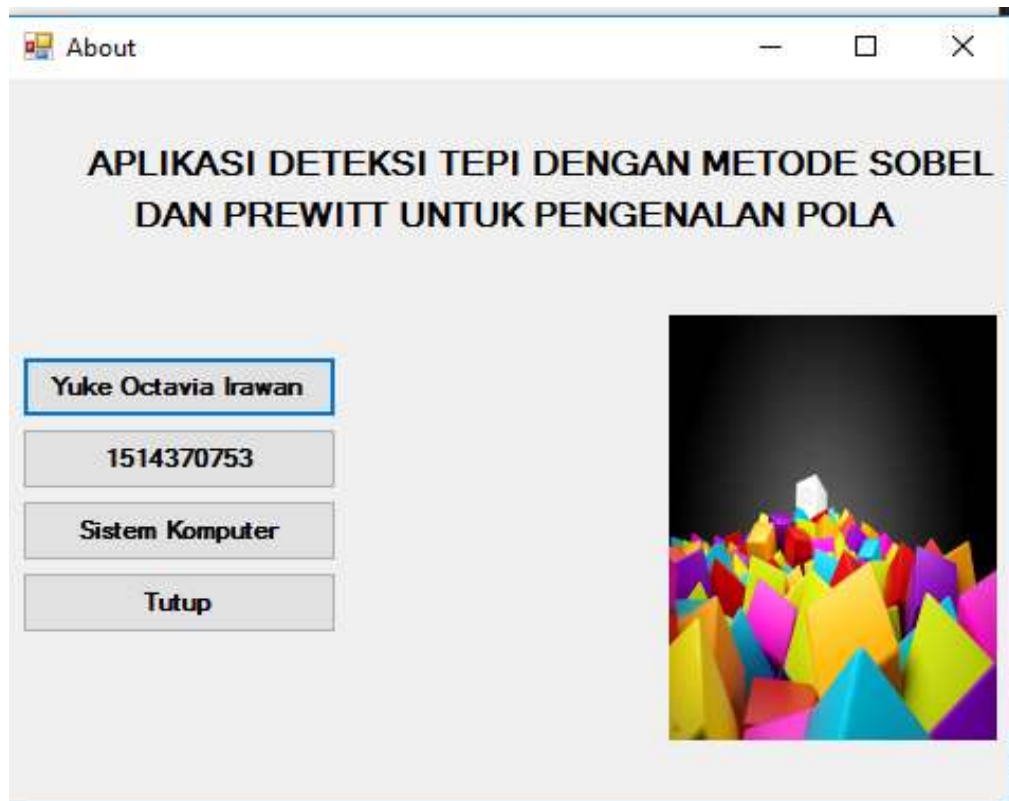 About
APLIKASI DETEKSI TEPI DENGAN METODE SOBEL
DAN PREWITT UNTUK PENGENALAN POLA
Yuke Octavia Irawan
1514370753
Sistem Komputer
Tutup